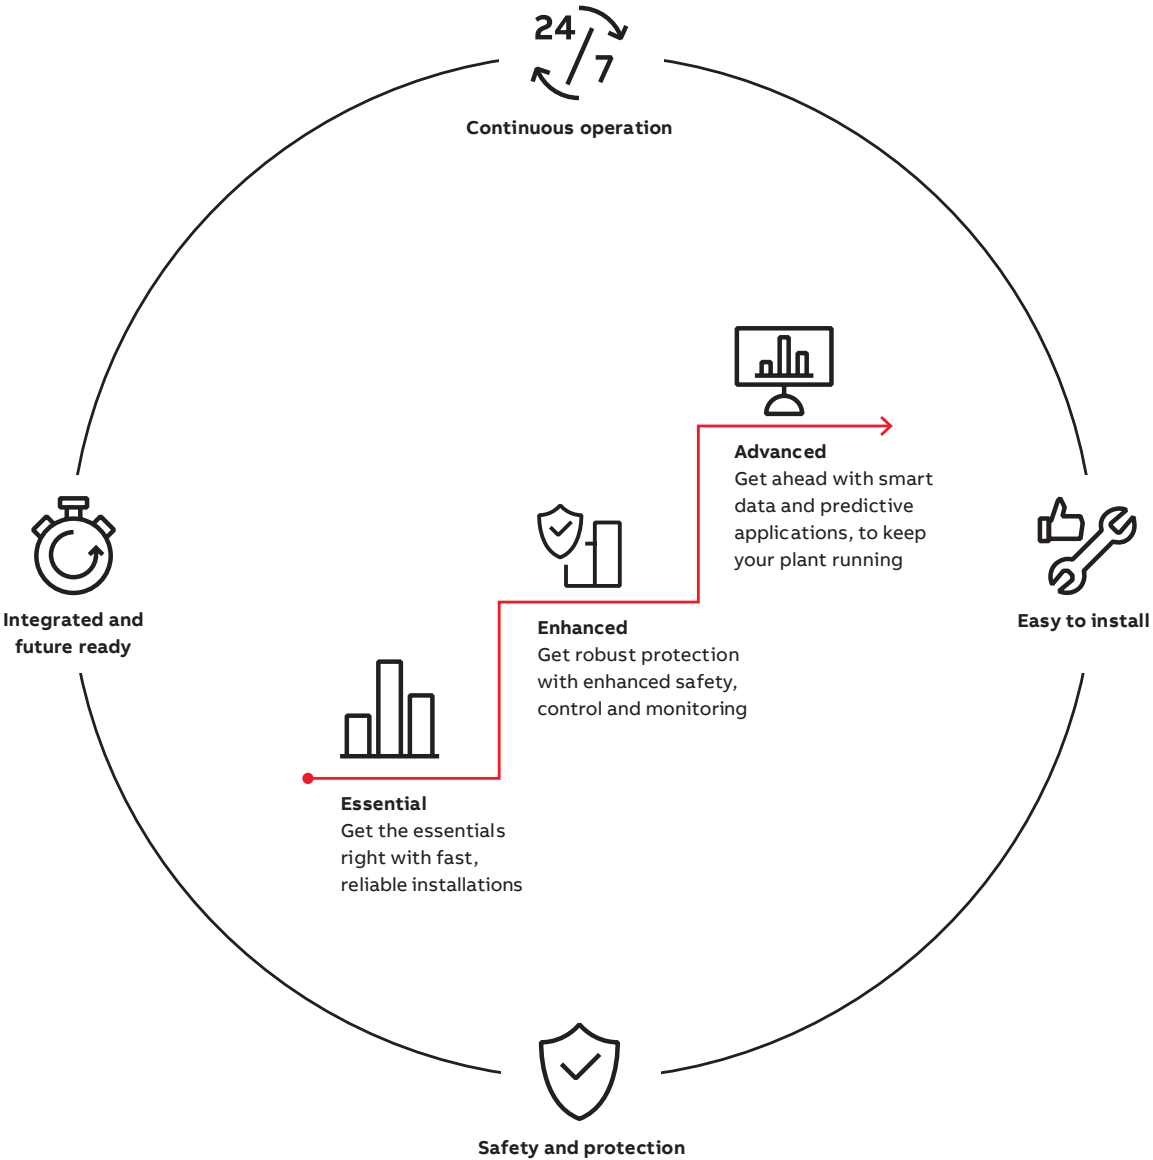 24
7
Continuous operation
Advanced
Get ahead with smart
data and predictive
applications, to keep
your plant running
Integrated and
future ready
Easy to install
Enhanced
Get robust protection
with enhanced safety,
control and monitoring
Essential
Get the essentials
right with fast,
reliable installations
Safety and protection